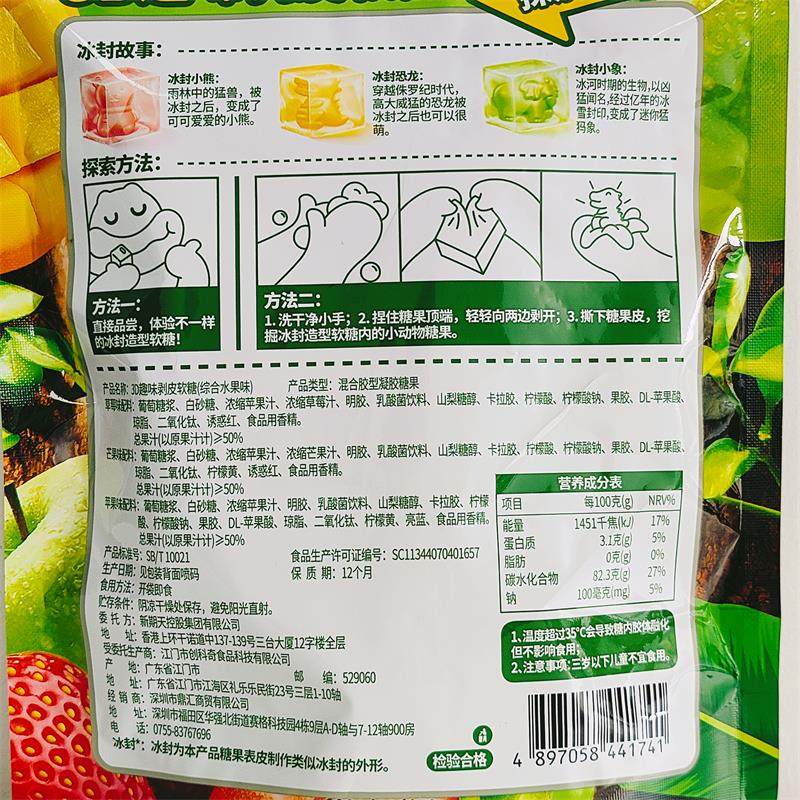 冰封故事：
冰封小熊：
雨林中的猛兽，被
冰封之后，变成了
可可爱爱的小熊。
冰封恐龙：
穿越侏罗纪时代，
高大威猛的恐龙被
冰封之后也可以很
萌。
冰封小象：
冰河时期的生物，以凶
猛闻名，经过亿年的冰
雪封印，变成了迷你猛
犸象。
探索方法：
方法一：
直接品尝，体验不一样
的冰封造型软糖！
方法二：
1. 洗干净小手；2. 捏住糖果顶端，轻轻向两边剥开；3. 撕下糖果皮，挖
掘冰封造型软糖内的小动物糖果。
产品名称：3D趣味剥皮软糖(综合水果味) 产品类型：混合胶型凝胶糖果
草莓味配料：葡萄糖浆、白砂糖、浓缩苹果汁、浓缩草莓汁、明胶、乳酸菌饮料、山梨糖醇、卡拉胶、柠檬酸、柠檬酸钠、果胶、DL-苹果酸、
琼脂、二氧化钛、诱惑红、食品用香精。
总果汁(以原果汁计)≥50%
芒果味配料：葡萄糖浆、白砂糖、浓缩苹果汁、浓缩芒果汁、明胶、乳酸菌饮料、山梨糖醇、卡拉胶、柠檬酸、柠檬酸钠、果胶、DL-苹果酸、
琼脂、二氧化钛、柠檬黄、诱惑红、食品用香精。
总果汁(以原果汁计)≥50%
苹果味配料：葡萄糖浆、白砂糖、浓缩苹果汁、明胶、乳酸菌饮料、山梨糖醇、卡拉胶、柠檬
酸、柠檬酸钠、果胶、DL-苹果酸、琼脂、二氧化钛、柠檬黄、亮蓝、食品用香精。
总果汁(以原果汁计)≥50%
产品标准号：SB/T 10021 食品生产许可证编号：SC11344070401657
生产日期：见包装背面喷码 保 质 期：12个月
食用方法：开袋即食
贮存条件：阴凉干燥处保存，避免阳光直射。
委 托 方：新期天控股集团有限公司
地 址：香港上环干诺道中137-139号三台大厦12字楼全层
受委托生产商：江门市创科奇食品科技有限公司
产 地：广东省江门市 邮 编：529060
地 址：广东省江门市江海区礼乐乐民街23号三层1-10轴
经 销 商：深圳市鼎汇商贸有限公司
地 址：深圳市福田区华强北街道赛格科技园4栋9层A-D轴与7-12轴900房
电 话：0755-83767696
冰封*：冰封为本产品糖果表皮制作类似冰封的外形。
营养成分表
项目 每100克(g) NRV%
能量 1451千焦(kJ) 17%
蛋白质 3.1克(g) 5%
脂肪 0克(g) 0%
碳水化合物 82.3克(g) 27%
钠 100毫克(mg) 5%
1、温度超过35℃会导致糖内胶体融化
但不影响食用；
2、注意事项：三岁以下儿童不宜食用。
检验合格
4 897058 441741